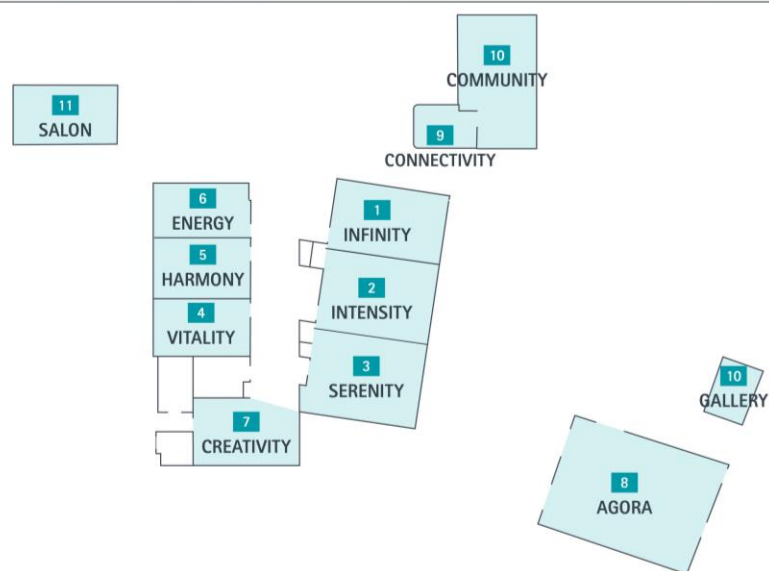 10
COMMUNITY
11
SALON
9
CONNECTIVITY
6
ENERGY
1
INFINITY
5
HARMONY
2
INTENSITY
4
VITALITY
3
SERENITY
10
GALLERY
7
CREATIVITY
8
AGORA